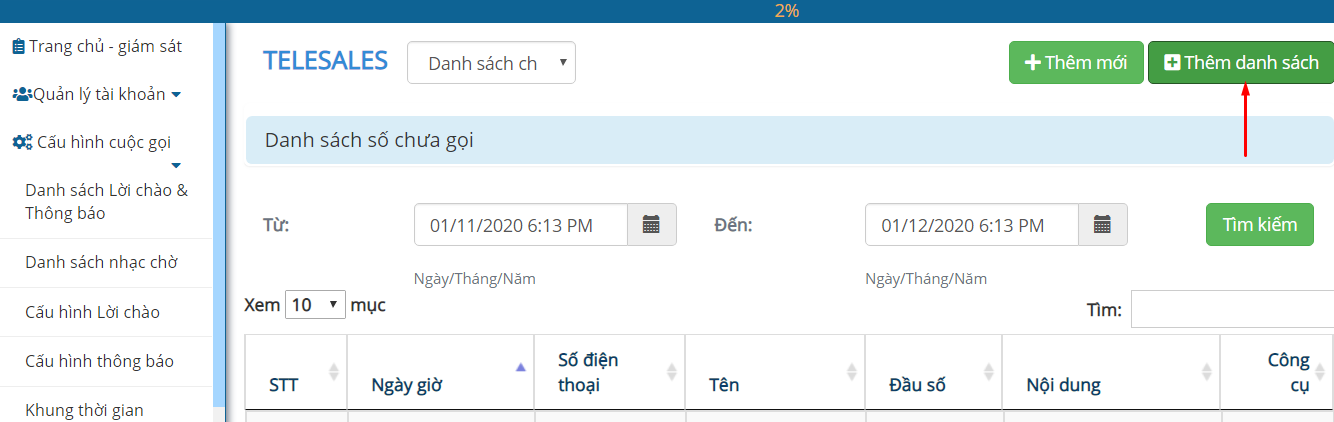 2%
Trang chủ - giám sát
Quản lý tài khoản
Cấu hình cuộc gọi
Danh sách Lời chào &
Thông báo
Danh sách nhạc chờ
Cấu hình Lời chào
Cấu hình thông báo
Khung thời gian
TELESALES
Danh sách ch
Thêm mới
Thêm danh sách
Danh sách số chưa gọi
Từ:
01/11/2020 6:13 PM
Đến:
01/12/2020 6:13 PM
Tìm kiếm
Ngày/Tháng/Năm
Ngày/Tháng/Năm
Xem 10 mục
Tìm:
STT
Ngày giờ
Số điện
thoại
Tên
Đầu số
Nội dung
Công
cụ